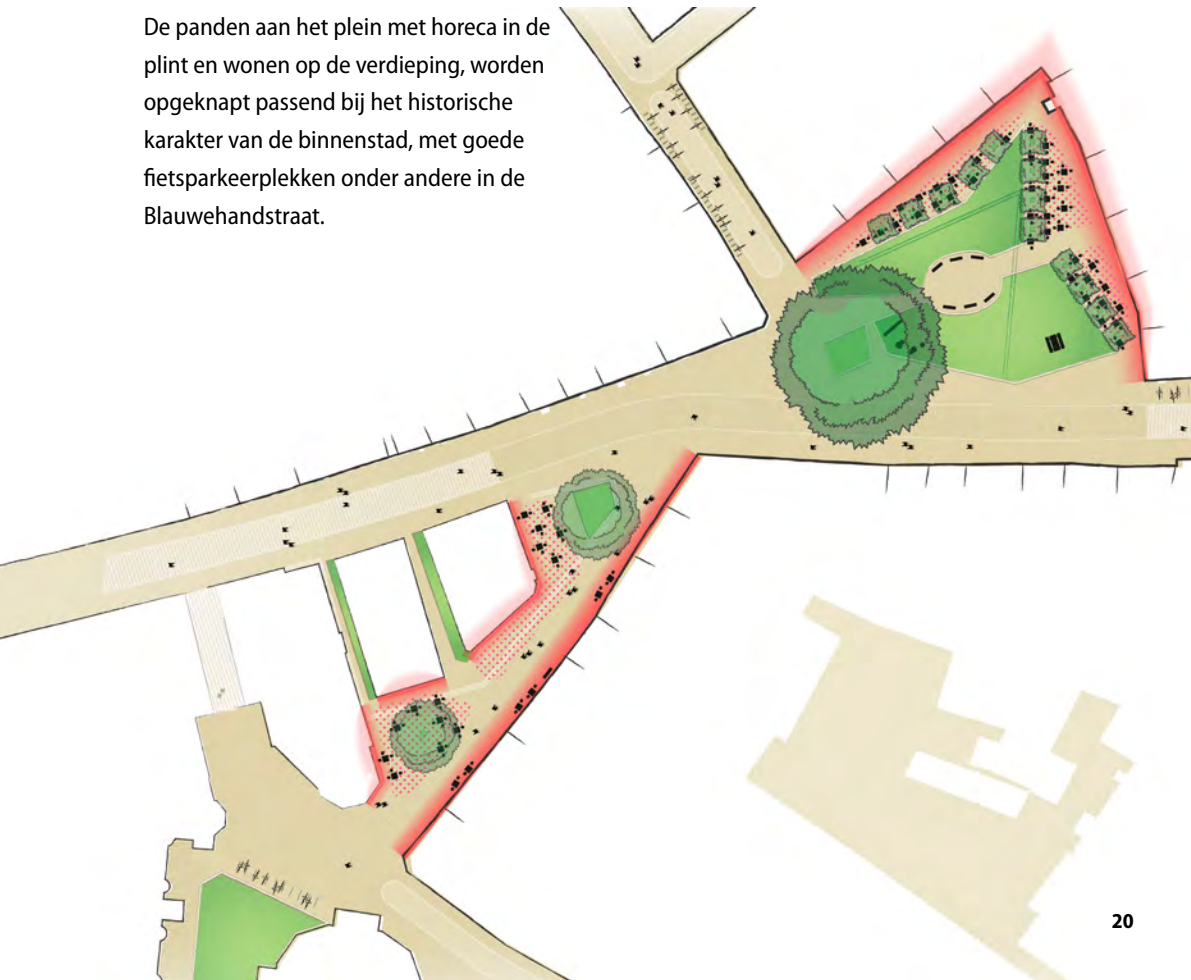 De panden aan het plein met horeca in de
plint en wonen op de verdieping, worden
opgeknapt passend bij het historische
karakter van de binnenstad, met goede
fietsparkeerplekken onder andere in de
Blauwehandstraat.
20